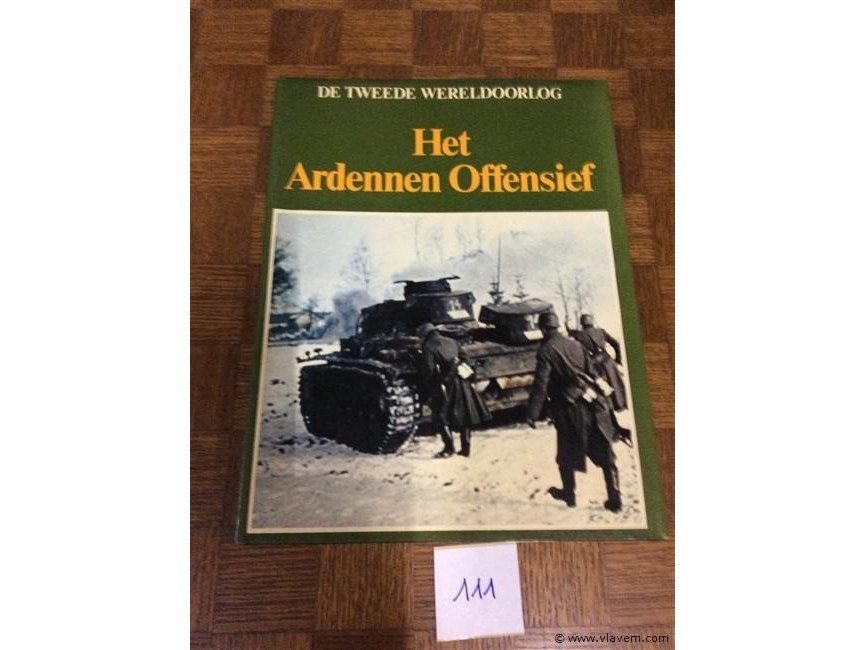 DE TWEEDE WERELDOORLOG
Het
Ardennen Offensief
111
© www.vlavem.com